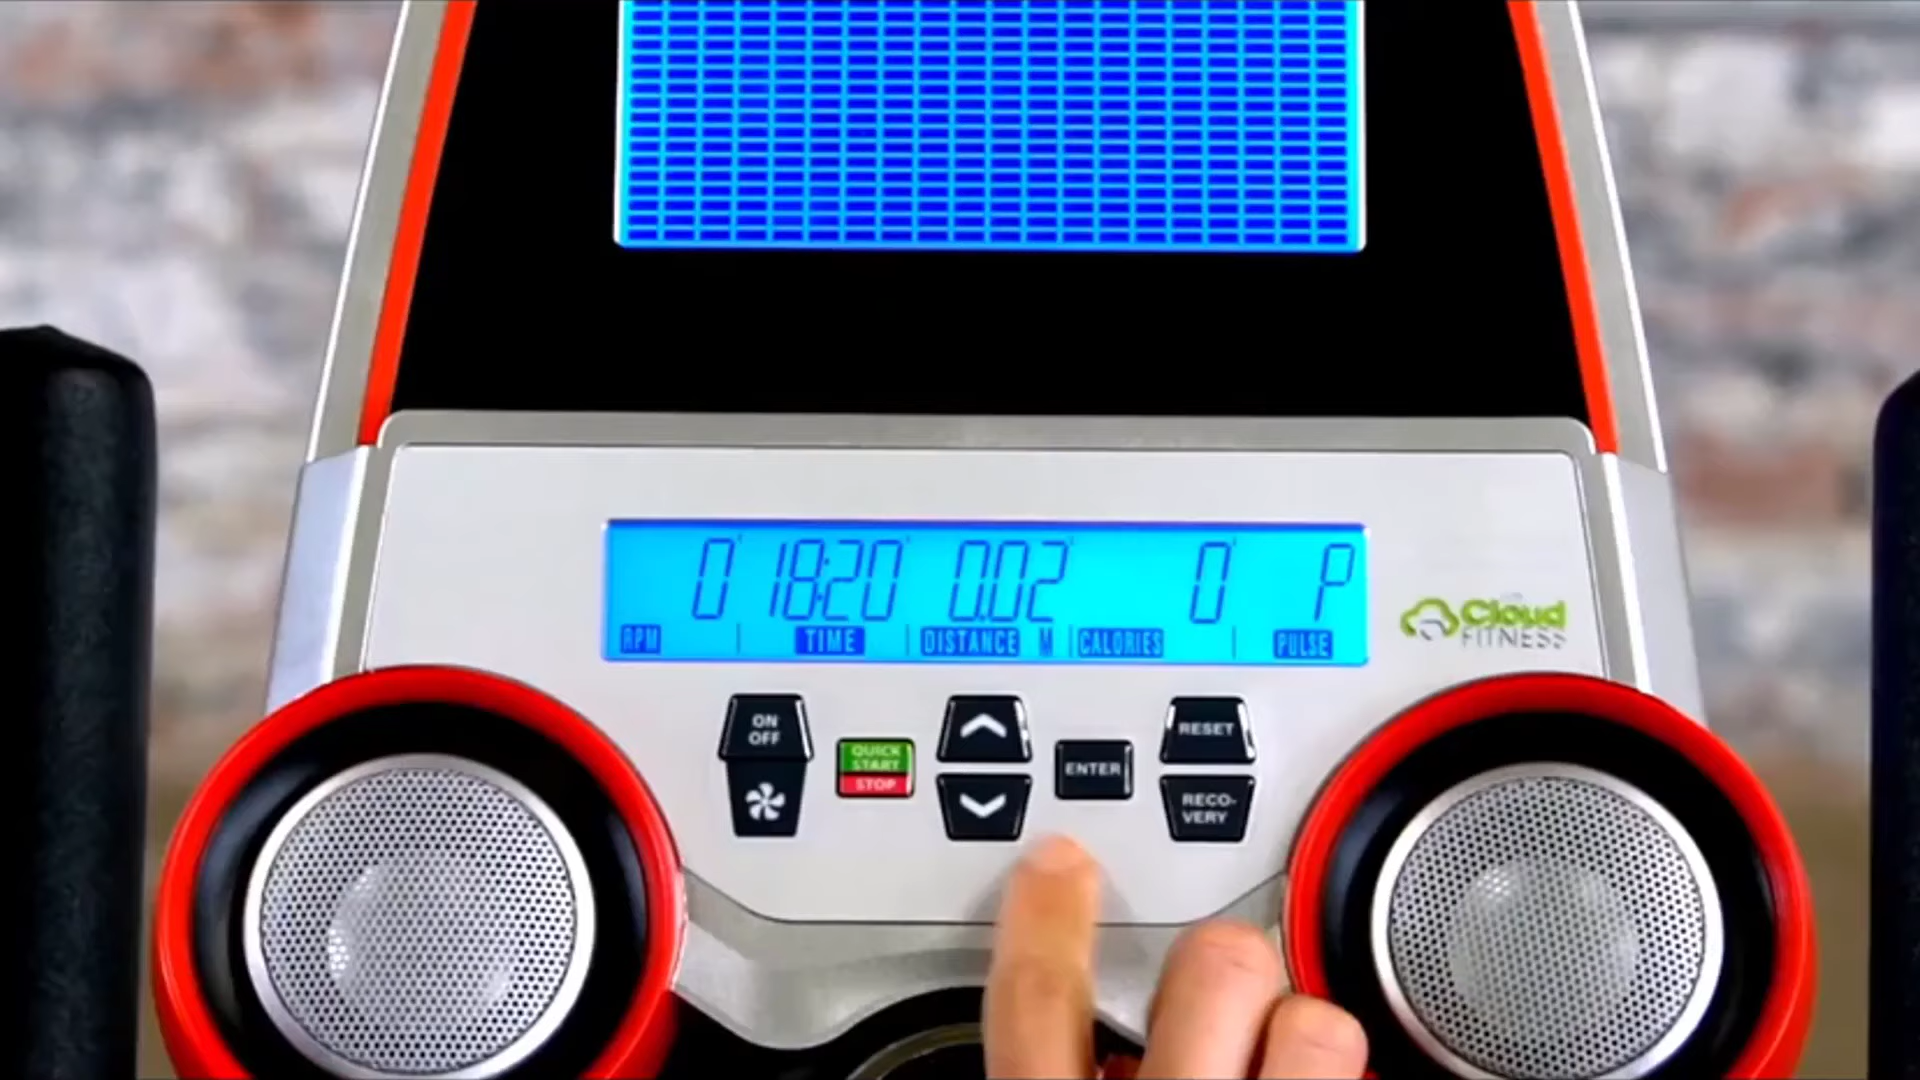 0 18:20 0.02 0 P
RPM TIME DISTANCE M CALORIES PULSE
Cloud
FITNESS
ON
OFF
QUICK
START
STOP
ENTER
RESET
RECO-
VERY